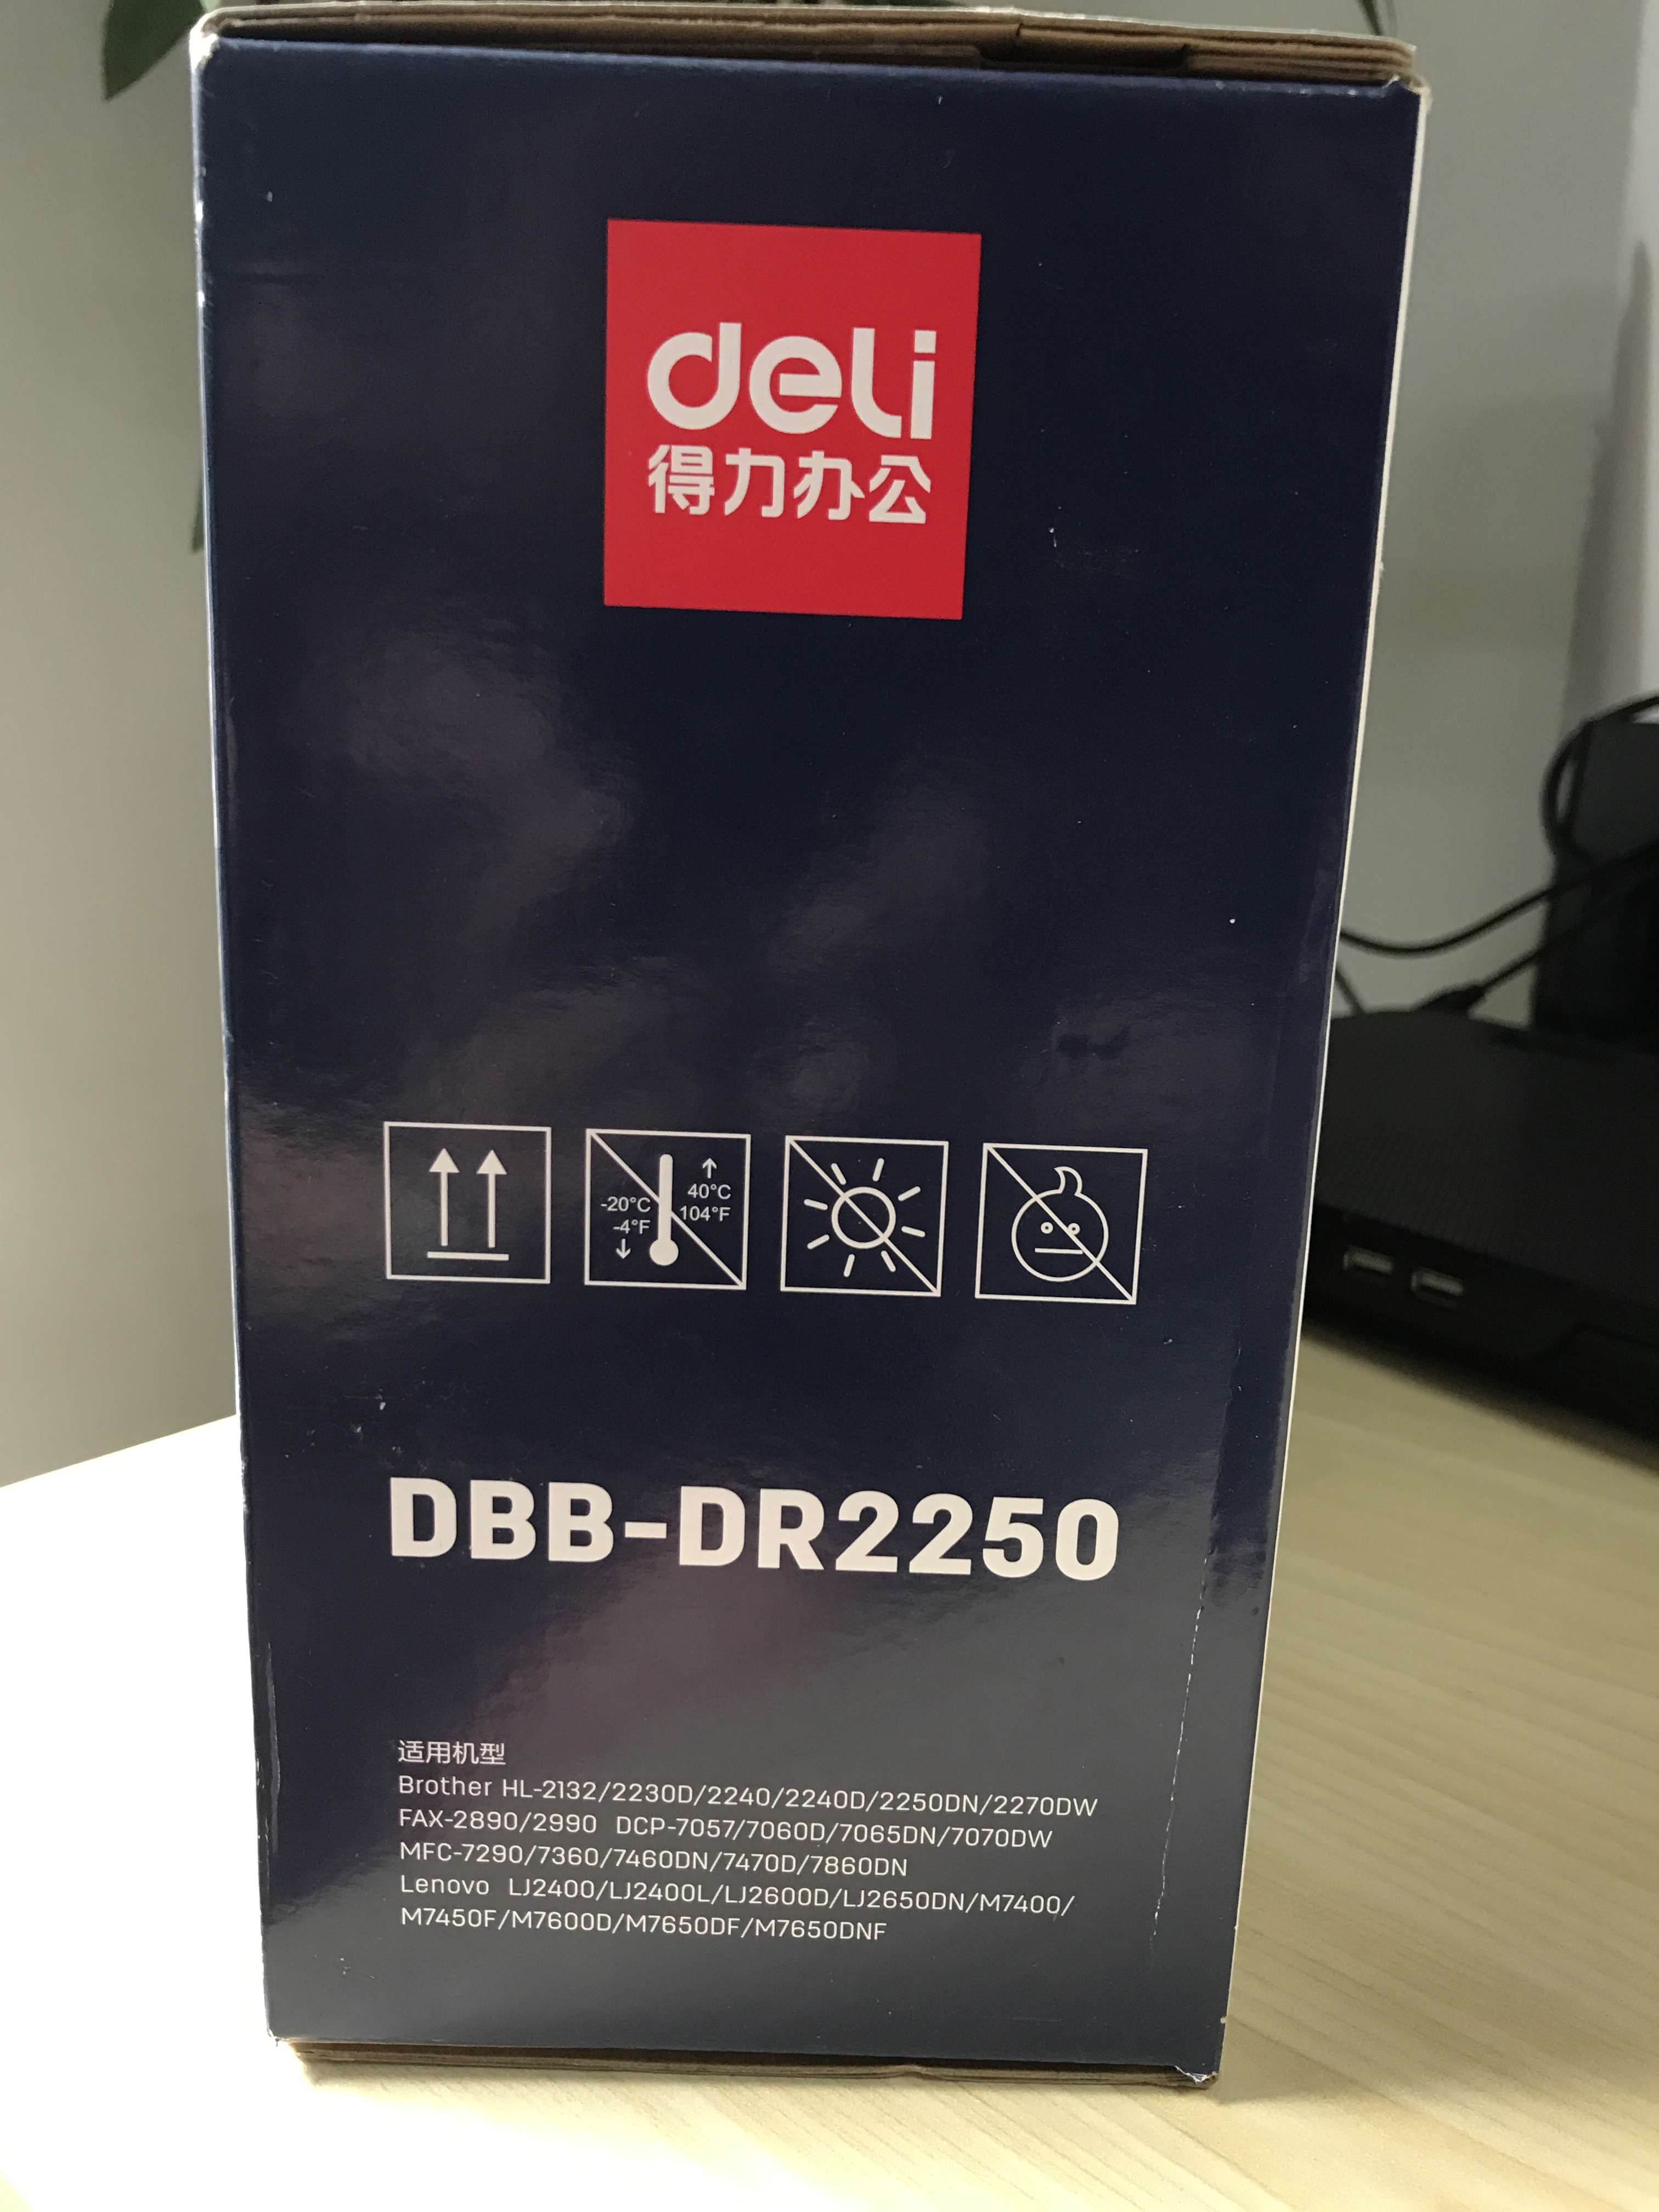 deli
得力办公
-20°C
-4°F
40°C
104°F
DBB-DR2250
适用机型
Brother HL-2132/2230D/2240/2240D/2250DN/2270DW
FAX-2890/2990 DCP-7057/7060D/7065DN/7070DW
MFC-7290/7360/7460DN/7470D/7860DN
Lenovo LJ2400/LJ2400L/LJ2600D/LJ2650DN/M7400/
M7450F/M7600D/M7650DF/M7650DNF